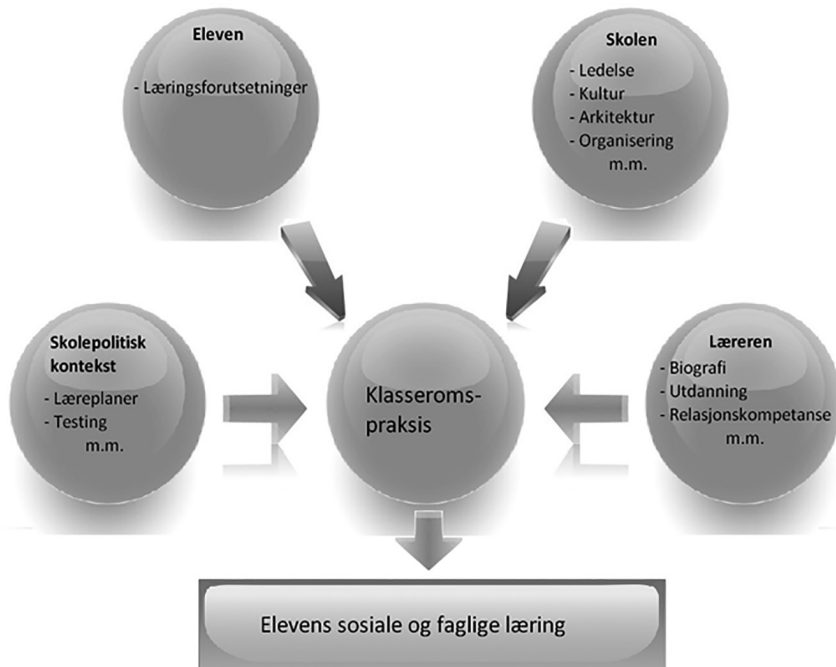 Eleven
- Læringsforutsetninger
Skolen
- Ledelse
- Kultur
- Arkitektur
- Organisering
m.m.
Skolepolitisk
kontekst
- Læreplaner
- Testing
m.m.
Klasseroms-
praksis
Læreren
- Biografi
- Utdanning
- Relasjonskompetanse
m.m.
Elevens sosiale og faglige læring